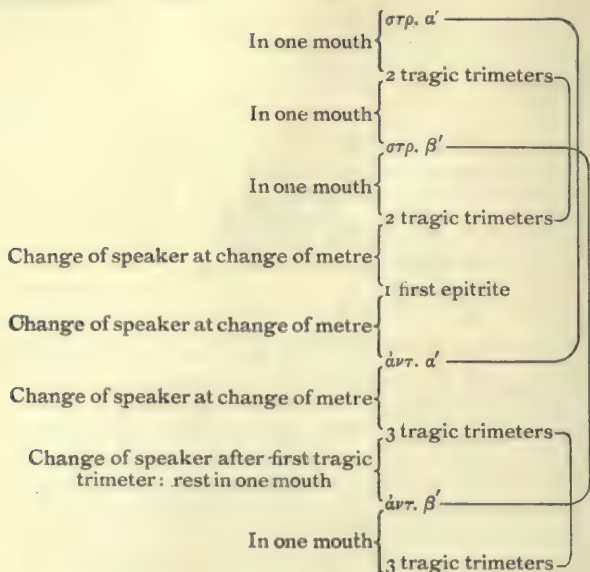 στρ. α′
In one mouth
2 tragic trimeters
In one mouth
στρ. β′
In one mouth
2 tragic trimeters
Change of speaker at change of metre
1 first epitrite
Change of speaker at change of metre
ἀντ. α′
Change of speaker at change of metre
3 tragic trimeters
Change of speaker after first tragic
trimeter: rest in one mouth
ἀντ. β′
In one mouth
3 tragic trimeters